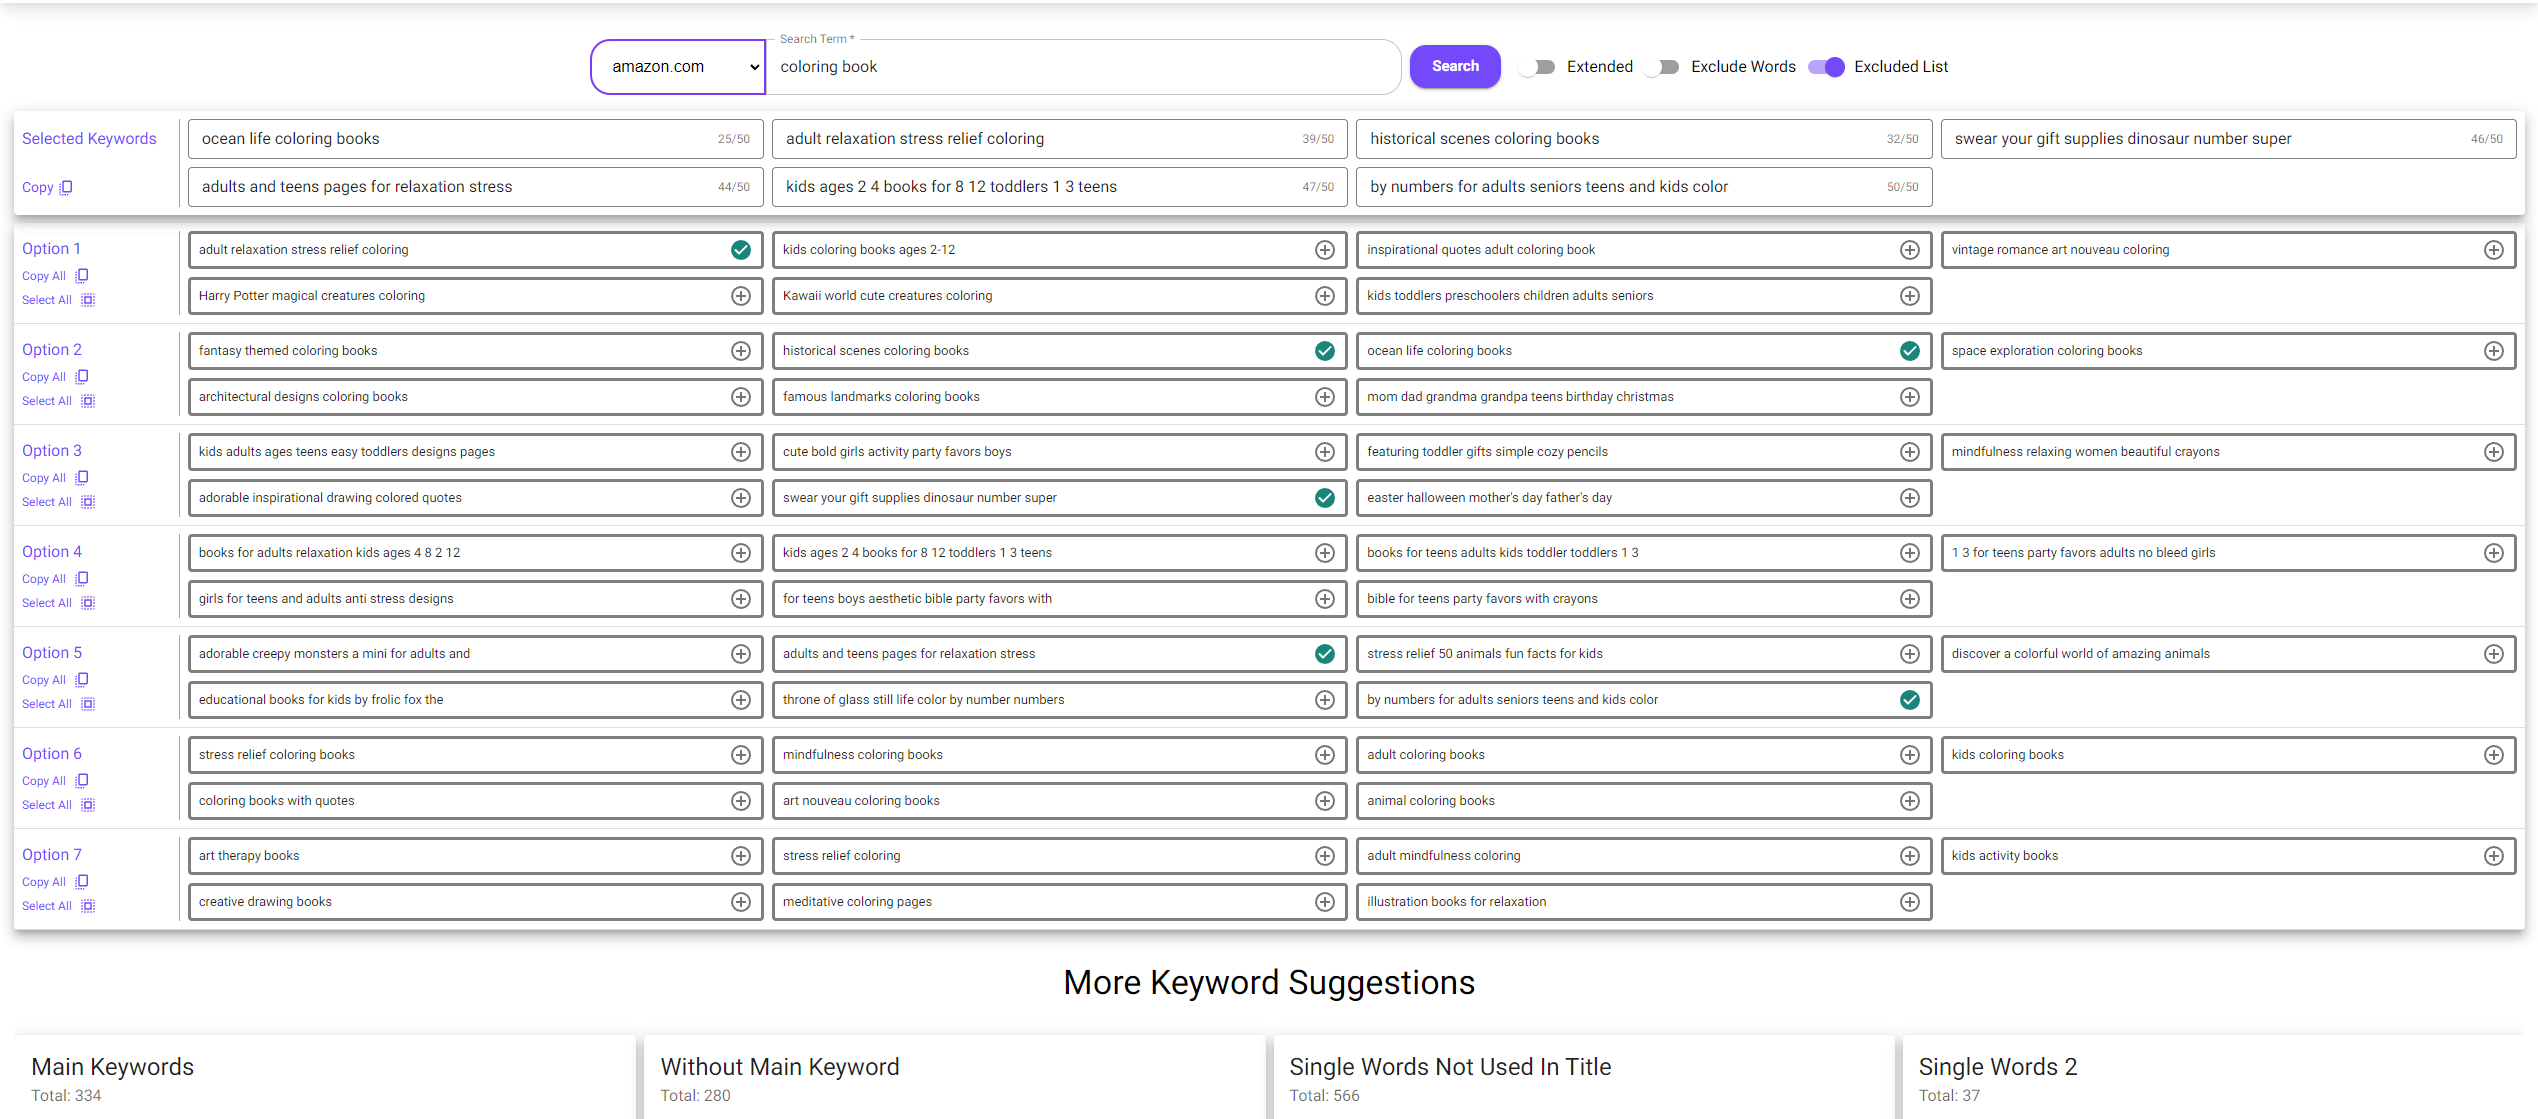 Search Term *
amazon.com
coloring book
Search
Extended
Exclude Words
Excluded List
Selected Keywords
Copy
ocean life coloring books 25/50
adult relaxation stress relief coloring 39/50
historical scenes coloring books 32/50
swear your gift supplies dinosaur number super 46/50
adults and teens pages for relaxation stress 44/50
kids ages 2 4 books for 8 12 toddlers 1 3 teens 47/50
by numbers for adults seniors teens and kids color 50/50
Option 1
Copy All
Select All
adult relaxation stress relief coloring
kids coloring books ages 2-12
inspirational quotes adult coloring book
vintage romance art nouveau coloring
Harry Potter magical creatures coloring
Kawaii world cute creatures coloring
kids toddlers preschoolers children adults seniors
Option 2
Copy All
Select All
fantasy themed coloring books
historical scenes coloring books
ocean life coloring books
space exploration coloring books
architectural designs coloring books
famous landmarks coloring books
mom dad grandma grandpa teens birthday christmas
Option 3
Copy All
Select All
kids adults ages teens easy toddlers designs pages
cute bold girls activity party favors boys
featuring toddler gifts simple cozy pencils
mindfulness relaxing women beautiful crayons
adorable inspirational drawing colored quotes
swear your gift supplies dinosaur number super
easter halloween mother's day father's day
Option 4
Copy All
Select All
books for adults relaxation kids ages 4 8 2 12
kids ages 2 4 books for 8 12 toddlers 1 3 teens
books for teens adults kids toddler toddlers 1 3
1 3 for teens party favors adults no bleed girls
girls for teens and adults anti stress designs
for teens boys aesthetic bible party favors with
bible for teens party favors with crayons
Option 5
Copy All
Select All
adorable creepy monsters a mini for adults and
adults and teens pages for relaxation stress
stress relief 50 animals fun facts for kids
discover a colorful world of amazing animals
educational books for kids by frolic fox the
throne of glass still life color by number numbers
by numbers for adults seniors teens and kids color
Option 6
Copy All
Select All
stress relief coloring books
mindfulness coloring books
adult coloring books
kids coloring books
coloring books with quotes
art nouveau coloring books
animal coloring books
Option 7
Copy All
Select All
art therapy books
stress relief coloring
adult mindfulness coloring
kids activity books
creative drawing books
meditative coloring pages
illustration books for relaxation
More Keyword Suggestions
Main Keywords
Total: 334
Without Main Keyword
Total: 280
Single Words Not Used In Title
Total: 566
Single Words 2
Total: 37